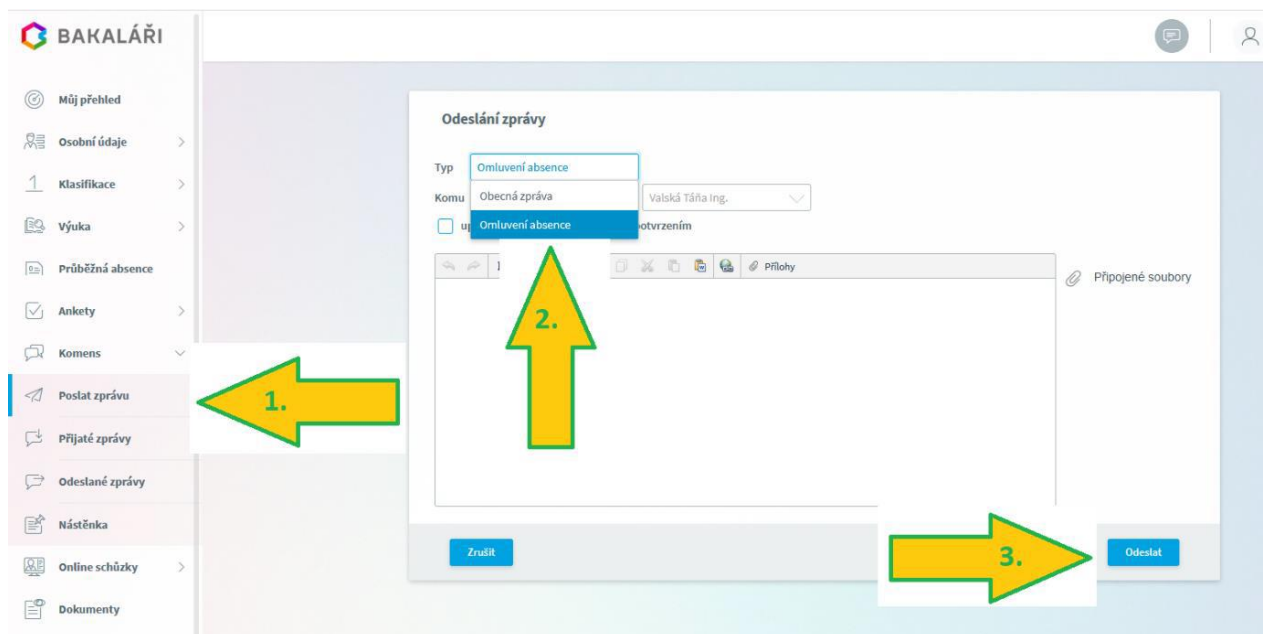 BAKALÁŘI
Můj přehled
Osobní údaje
Klasifikace
Výuka
Průběžná absence
Ankety
Komens
Poslat zprávu
Přijaté zprávy
Odeslané zprávy
Nástěnka
Online schůzky
Dokumenty
1.
Odeslání zprávy
Typ Omluvení absence
Obecná zpráva
Omluvení absence
Komu Valská Táňa Ing.
Přílohy
Připojené soubory
2.
Zrušit
3.
Odeslat